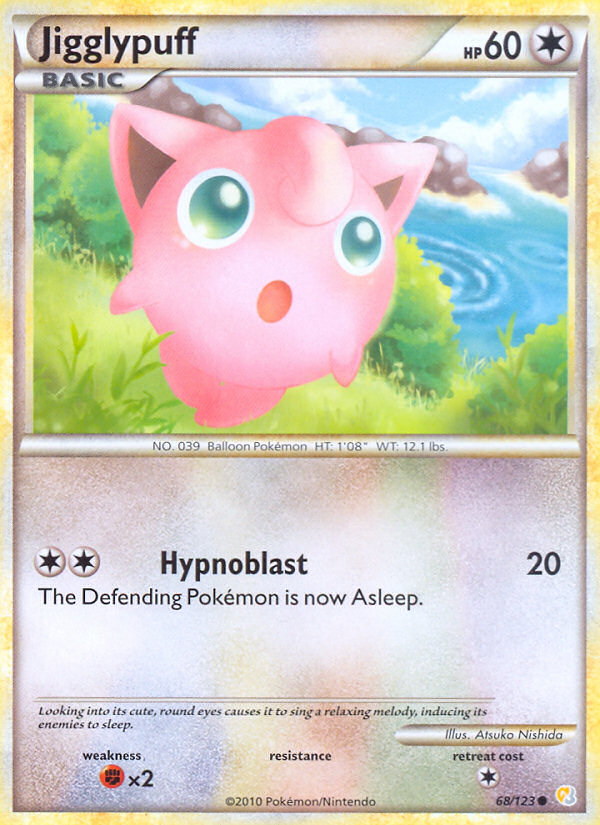 Jigglypuff
HP 60
BASIC
NO. 039 Balloon Pokémon HT: 1'08" WT: 12.1 lbs.
Hypnoblast 20
The Defending Pokémon is now Asleep.
Looking into its cute, round eyes causes it to sing a relaxing melody, inducing its
enemies to sleep.
Illus. Atsuko Nishida
weakness resistance retreat cost
×2
©2010 Pokémon/Nintendo
68/123